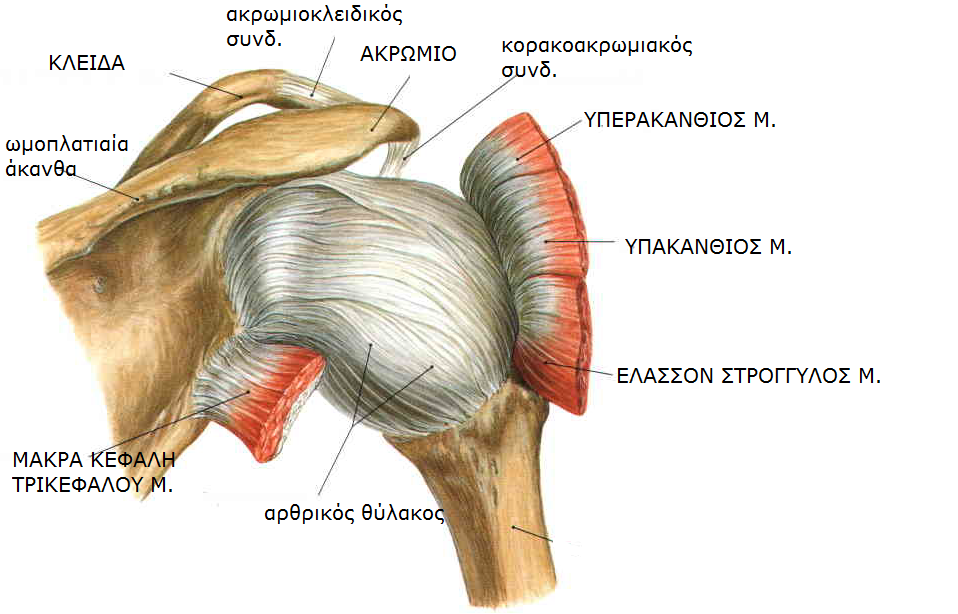 ακρωμιοκλειδικός
συνδ.
ΚΛΕΙΔΑ
ΑΚΡΩΜΙΟ
κορακοακρωμιακός
συνδ.
ΥΠΕΡΑΚΑΝΘΙΟΣ Μ.
ωμοπλατιαία
άκανθα
ΥΠΑΚΑΝΘΙΟΣ Μ.
ΕΛΑΣΣΟΝ ΣΤΡΟΓΓΥΛΟΣ Μ.
ΜΑΚΡΑ ΚΕΦΑΛΗ
ΤΡΙΚΕΦΑΛΟΥ Μ.
αρθρικός θύλακος